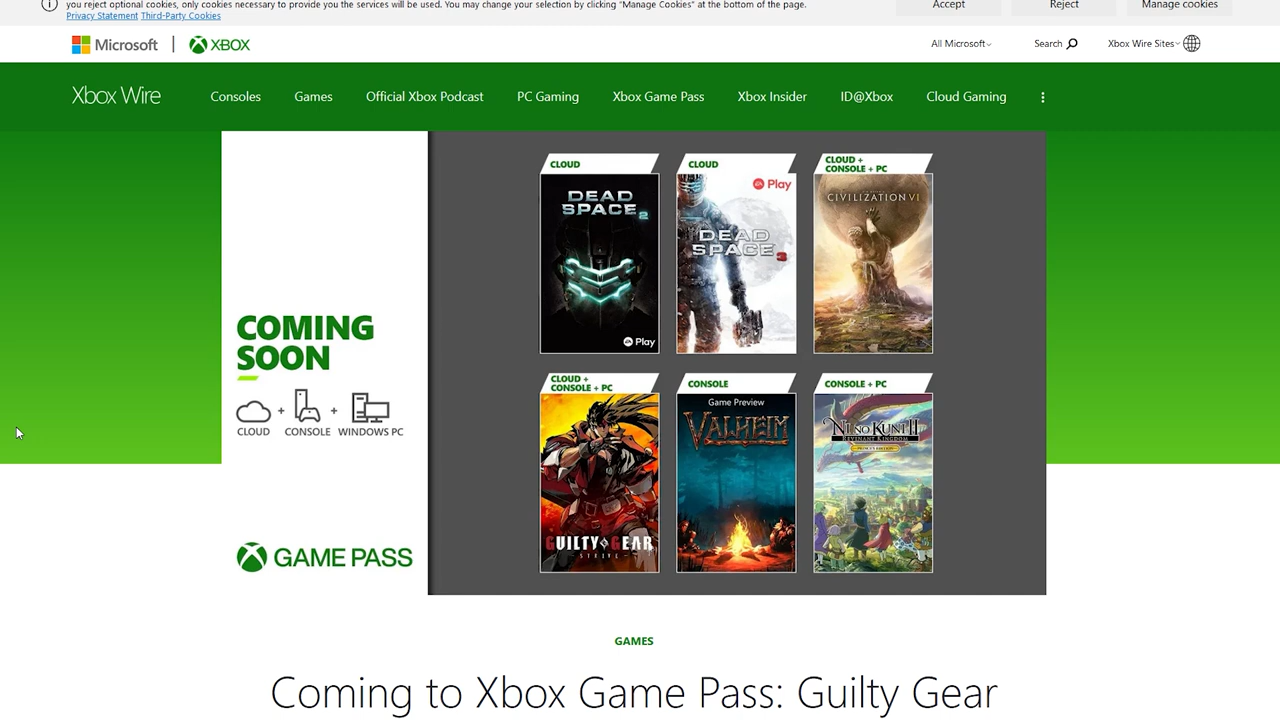 you reject optional cookies, only cookies necessary to provide you the services will be used. You may change your selection by clicking "Manage Cookies" at the bottom of the page.
Privacy Statement Third-Party Cookies
Accept
Reject
Manage cookies
Microsoft
XBOX
All Microsoft
Search
Xbox Wire Sites
Xbox Wire
Consoles
Games
Official Xbox Podcast
PC Gaming
Xbox Game Pass
Xbox Insider
ID@Xbox
Cloud Gaming
COMING
SOON
CLOUD + CONSOLE + WINDOWS PC
GAME PASS
CLOUD
DEAD
SPACE 2
EA Play
CLOUD
EA Play
DEAD
SPACE 3
CLOUD +
CONSOLE + PC
CIVILIZATION VI
CLOUD +
CONSOLE + PC
GUILTY GEAR
STRIVE
CONSOLE
Game Preview
VALHEIM
CONSOLE + PC
NI NO KUNI II
REVENANT KINGDOM
PRINCE'S EDITION
GAMES
Coming to Xbox Game Pass: Guilty Gear